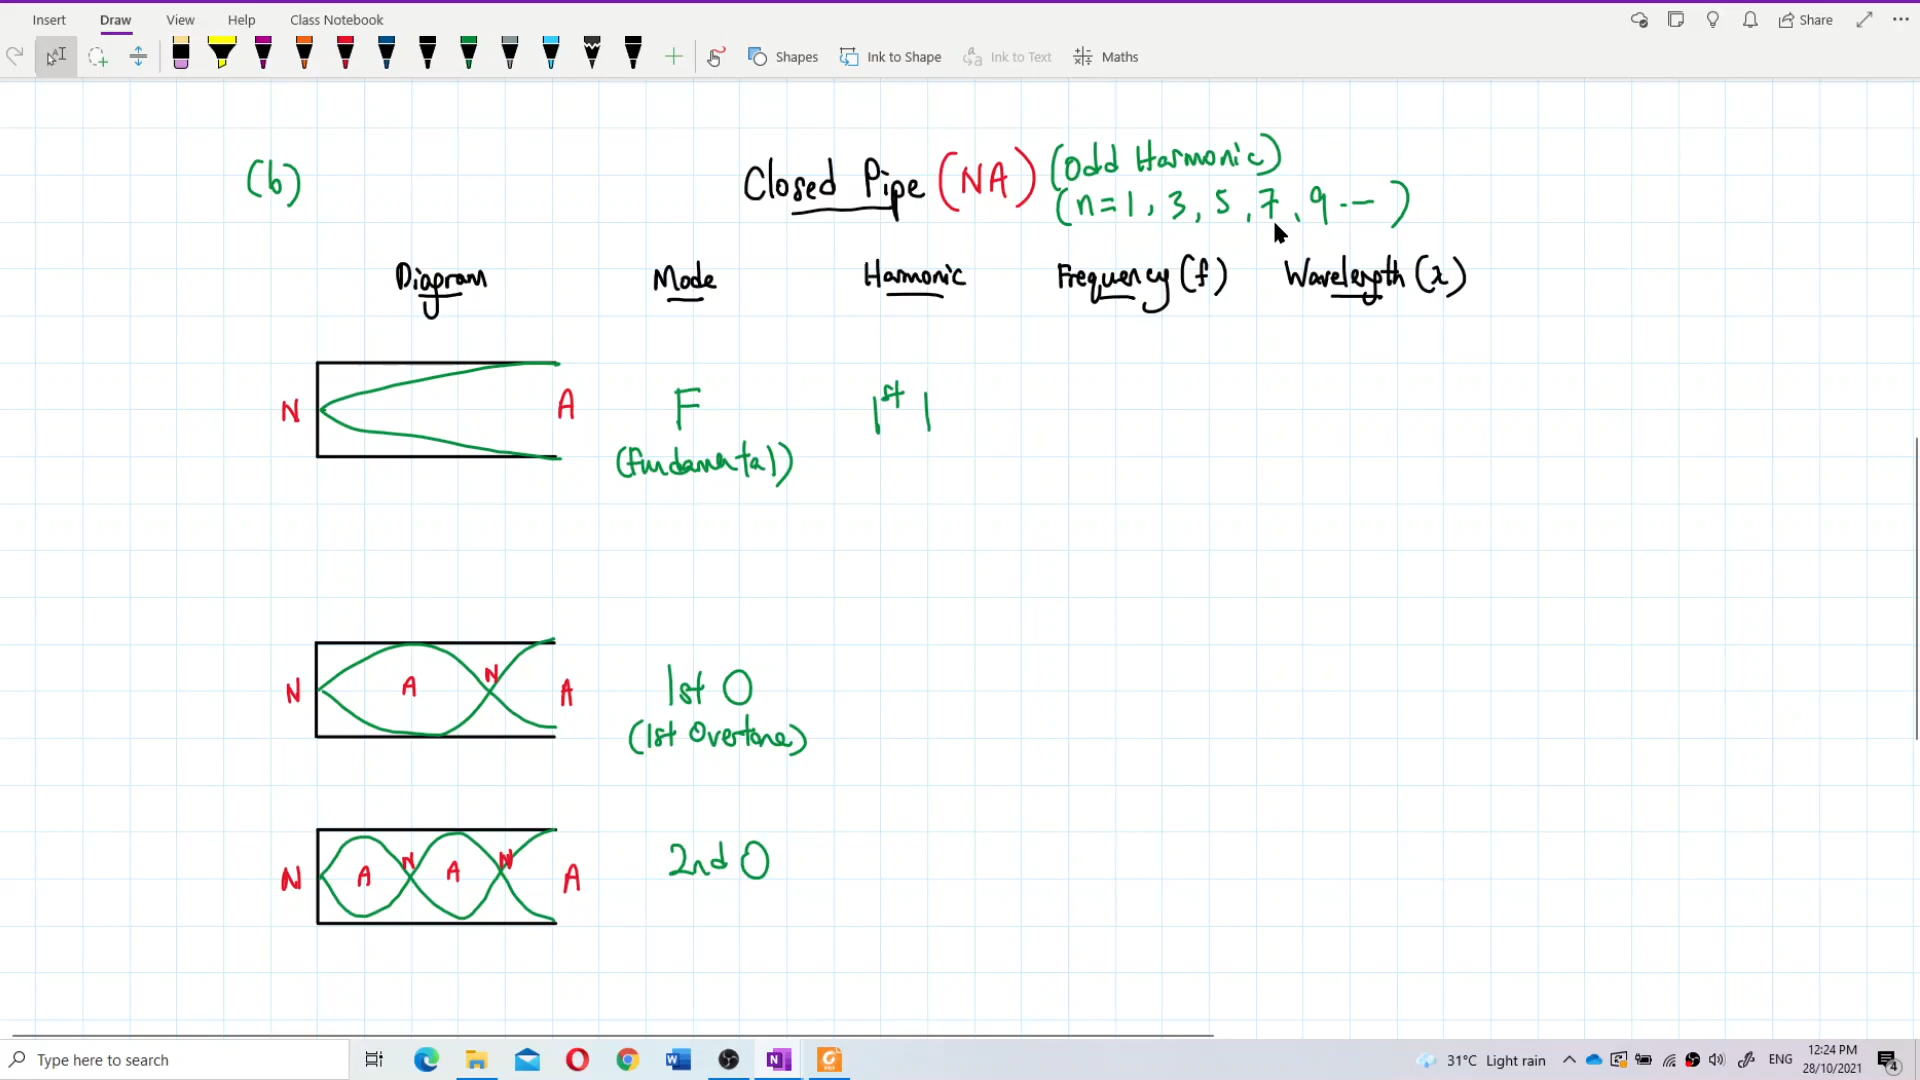 Insert Draw View Help Class Notebook Share
Shapes Ink to Shape Ink to Text Maths
(b) Closed Pipe (NA) (Odd Harmonic)
(n=1, 3, 5, 7, 9 --- )
Diagram Mode Harmonic Frequency (f) Wavelength (λ)
N A F 1st
(fundamental)
N A N A 1st O
(1st Overtone)
N A N A N A 2nd O
Type here to search 31°C Light rain ENG 12:24 PM
28/10/2021 4